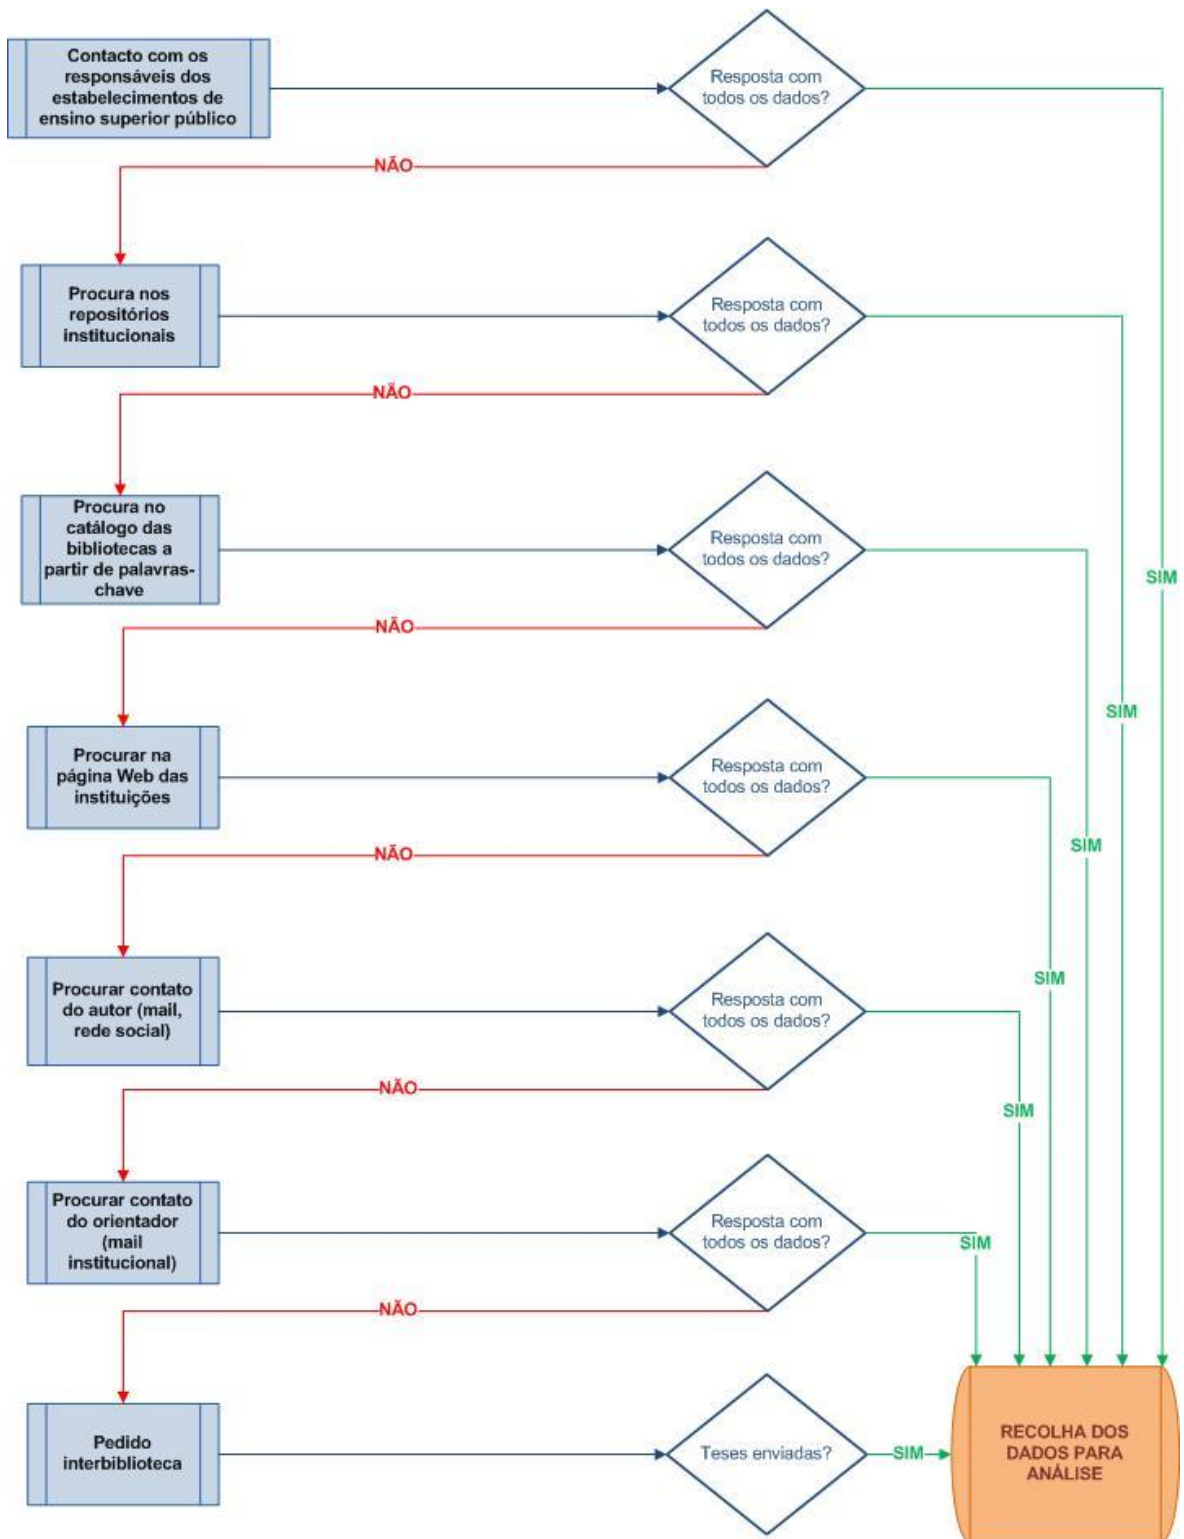 Contacto com os
responsáveis dos
estabelecimentos de
ensino superior público
Resposta com
todos os dados?
NÃO
Procura nos
repositórios
institucionais
Resposta com
todos os dados?
NÃO
Procura no
catálogo das
bibliotecas a
partir de palavras-
chave
Resposta com
todos os dados?
SIM
NÃO
SIM
Procurar na
página Web das
instituições
Resposta com
todos os dados?
SIM
NÃO
SIM
Procurar contato
do autor (mail,
rede social)
Resposta com
todos os dados?
NÃO
SIM
Procurar contato
do orientador
(mail
institucional)
Resposta com
todos os dados?
SIM
NÃO
Pedido
interbiblioteca
Teses enviadas?
SIM
RECOLHA DOS
DADOS PARA
ANÁLISE